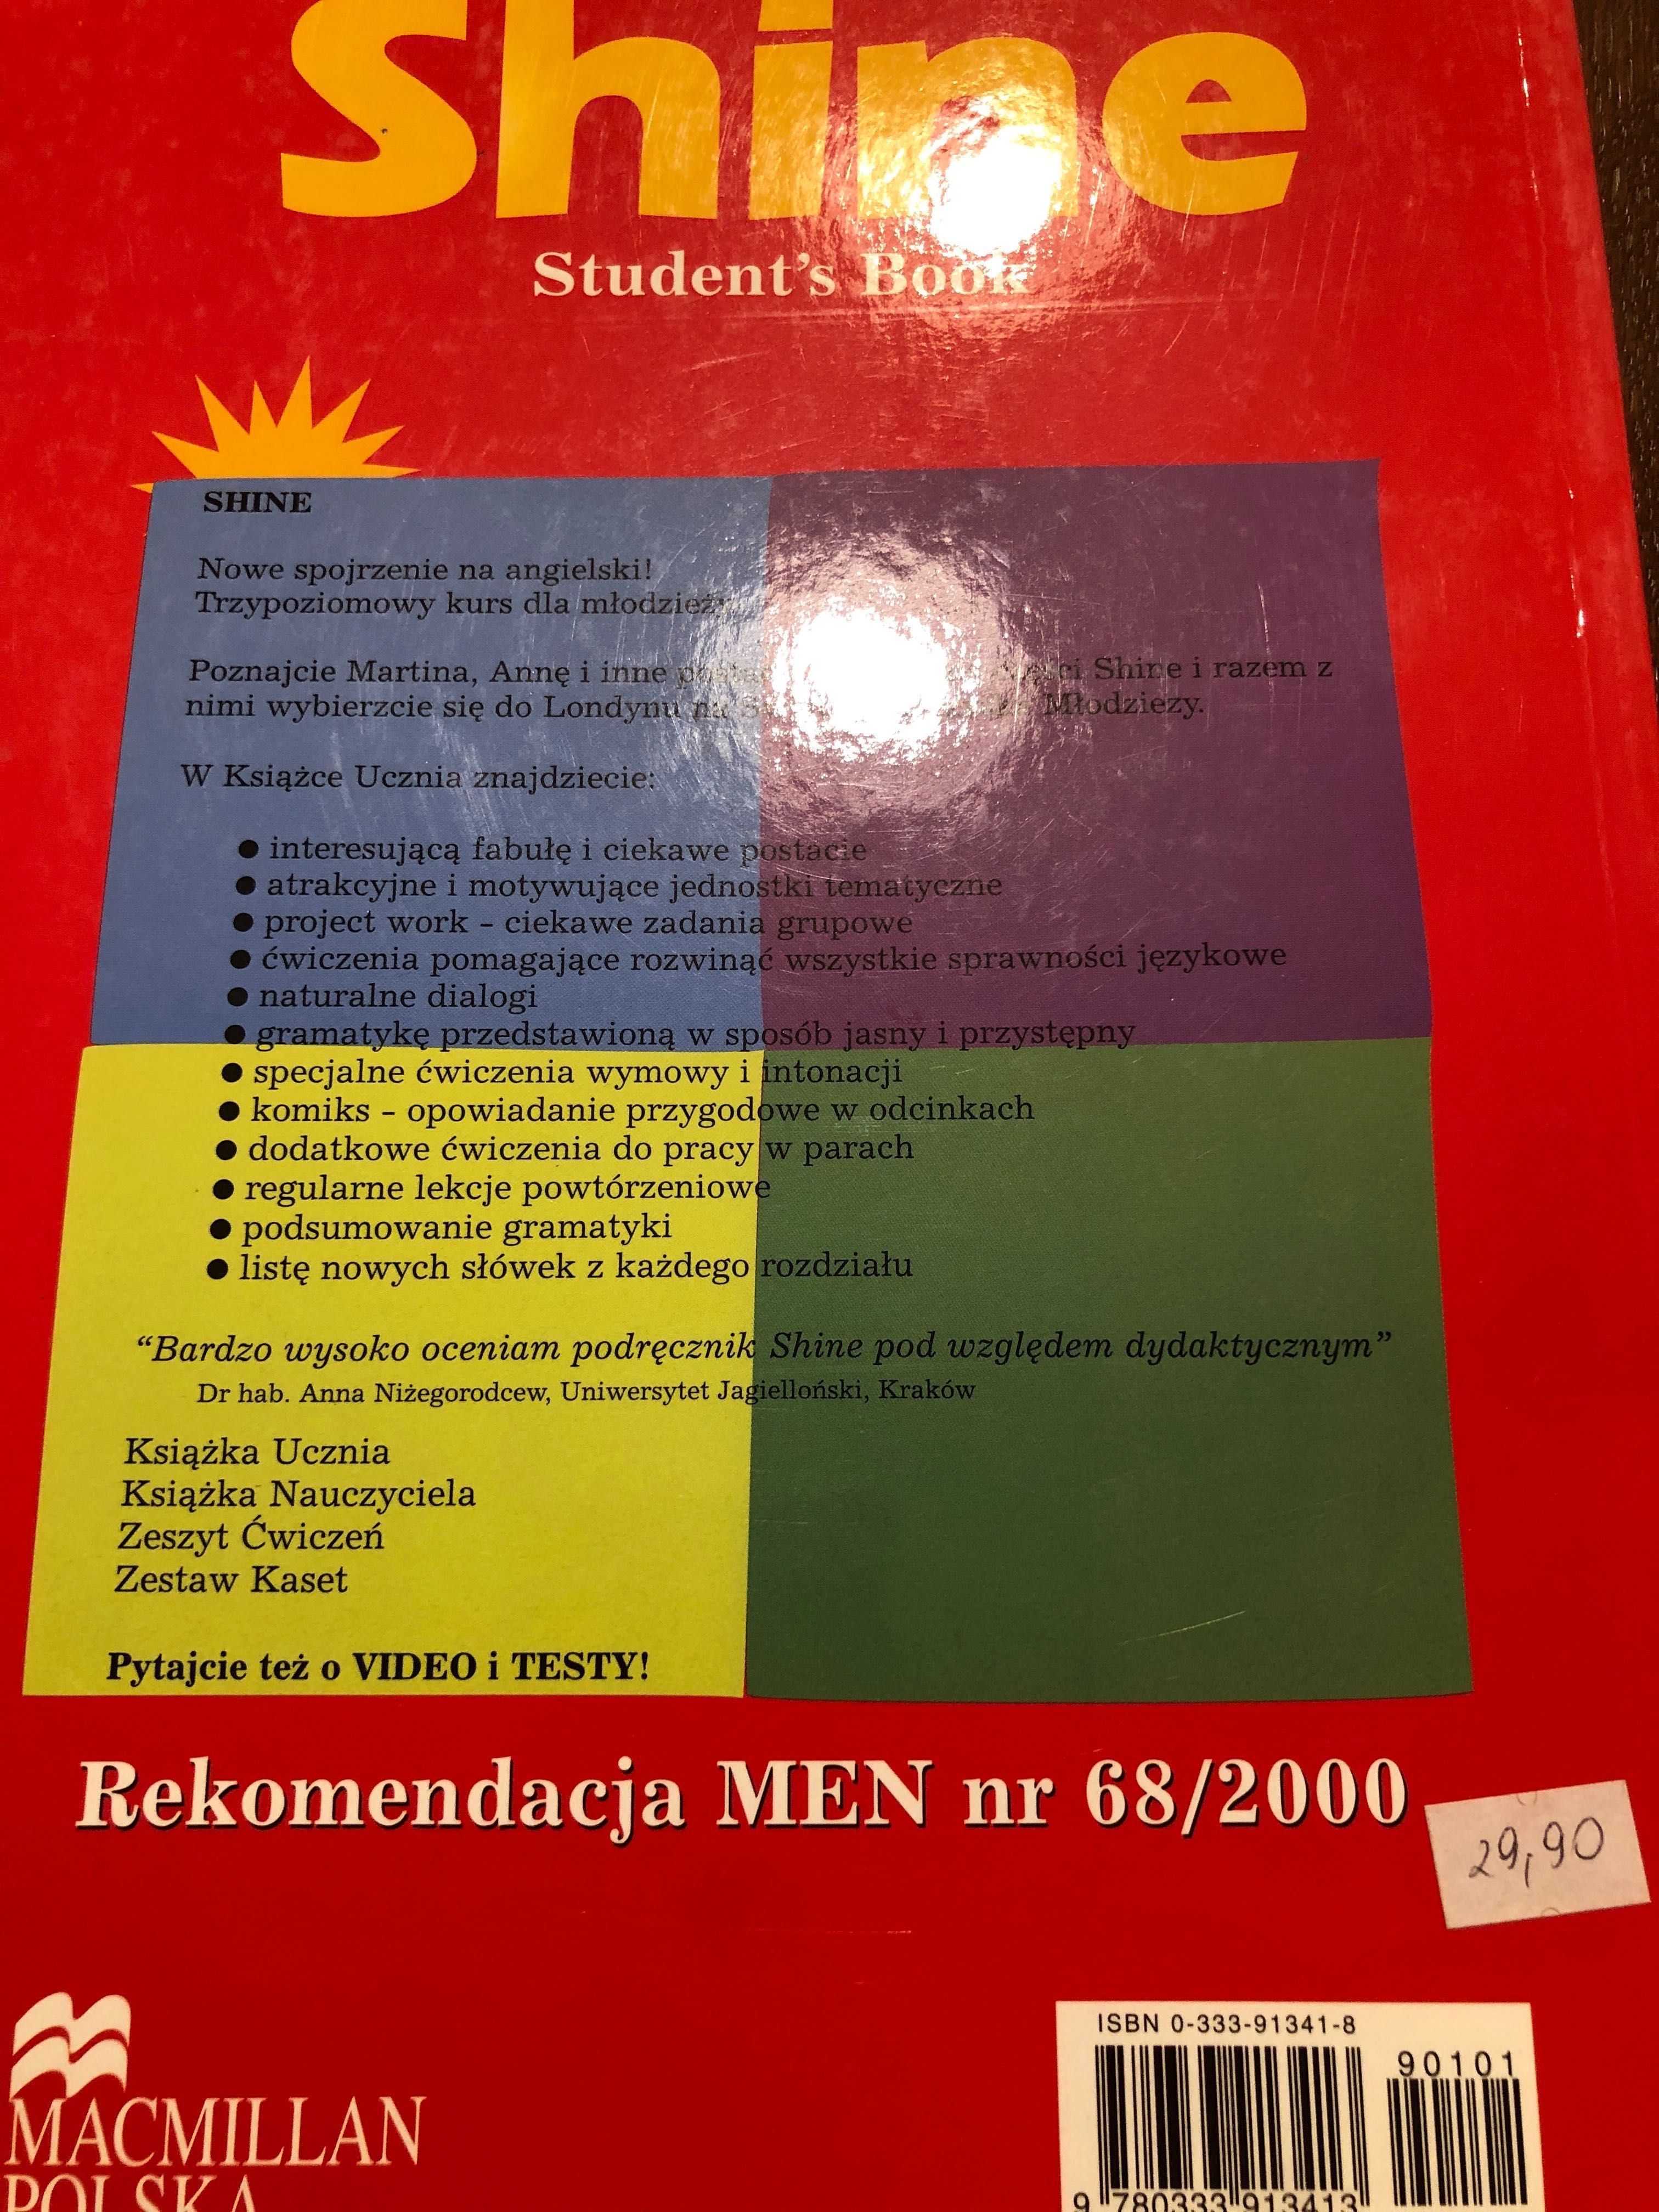 Shine
Student's Book
SHINE
Nowe spojrzenie na angielski!
Trzypoziomowy kurs dla młodzieży
Poznajcie Martina, Annę i inne Shine i razem z
nimi wybierzcie się do Londynu na Młodziezy.
W Książce Ucznia znajdziecie:
● interesującą fabułę i ciekawe postacie
● atrakcyjne i motywujące jednostki tematyczne
● project work – ciekawe zadania grupowe
● ćwiczenia pomagające rozwinąć wszystkie sprawności językowe
● naturalne dialogi
● gramatykę przedstawioną w sposób jasny i przystępny
● specjalne ćwiczenia wymowy i intonacji
● komiks – opowiadanie przygodowe w odcinkach
● dodatkowe ćwiczenia do pracy w parach
● regularne lekcje powtórzeniowe
● podsumowanie gramatyki
● listę nowych słówek z każdego rozdziału
“Bardzo wysoko oceniam podręcznik Shine pod względem dydaktycznym”
Dr hab. Anna Niżegorodcew, Uniwersytet Jagielloński, Kraków
Książka Ucznia
Książka Nauczyciela
Zeszyt Ćwiczeń
Zestaw Kaset
Pytajcie też o VIDEO i TESTY!
Rekomendacja MEN nr 68/2000
29,90
ISBN 0-333-91341-8
90101
9 780333 913413
MACMILLAN
POLSKA